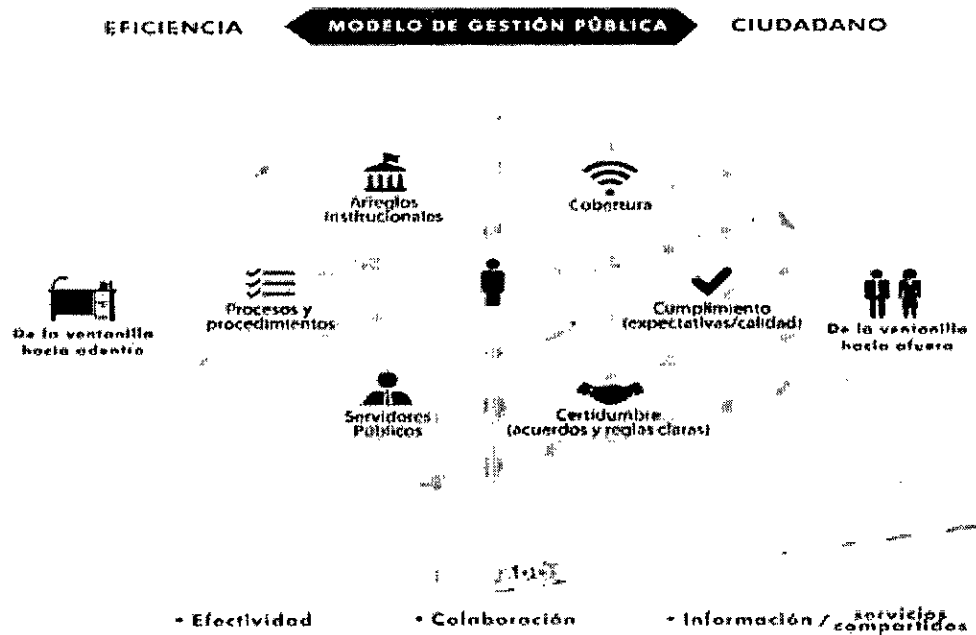 EFICIENCIA
MODELO DE GESTIÓN PÚBLICA
CIUDADANO
Arreglos
Institucionales
Cobertura
Procesos y
procedimientos
Cumplimiento
(expectativas/calidad)
De la ventanilla
hacia adentro
De la ventanilla
hacia afuera
Servidores
Públicos
Certidumbre
(acuerdos y reglas claras)
• Efectividad
• Colaboración
• Información / servicios
compartidos